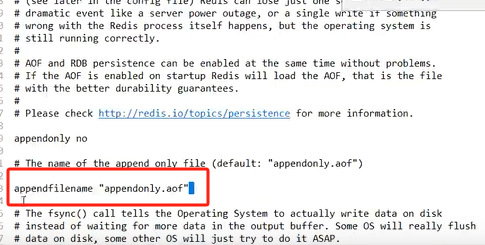 # (see later in the config file) Redis can lose just one s
# dramatic event like a server power outage, or a single write if something
# wrong with the Redis process itself happens, but the operating system is
# still running correctly.
#
# AOF and RDB persistence can be enabled at the same time without problems.
# If the AOF is enabled on startup Redis will load the AOF, that is the file
# with the better durability guarantees.
#
# Please check http://redis.io/topics/persistence for more information.
appendonly no
# The name of the append only file (default: "appendonly.aof")
appendfilename "appendonly.aof"
# The fsync() call tells the Operating System to actually write data on disk
# instead of waiting for more data in the output buffer. Some OS will really flush
# data on disk, some other OS will just try to do it ASAP.